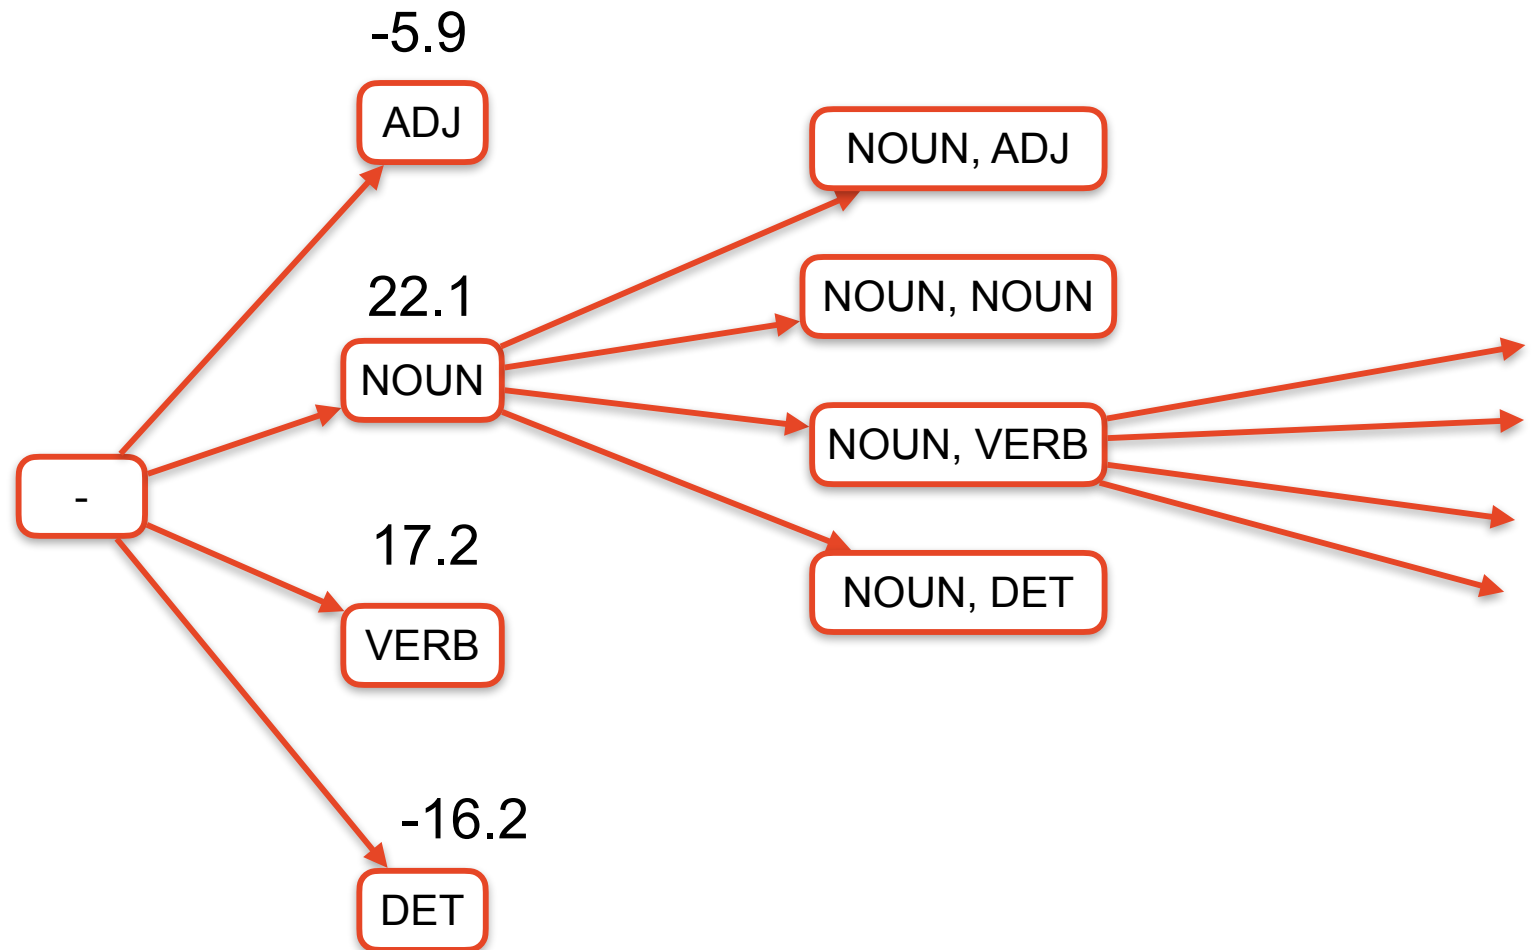 -5.9
ADJ
NOUN, ADJ
22.1
NOUN, NOUN
NOUN
NOUN, VERB
-
17.2
NOUN, DET
VERB
-16.2
DET